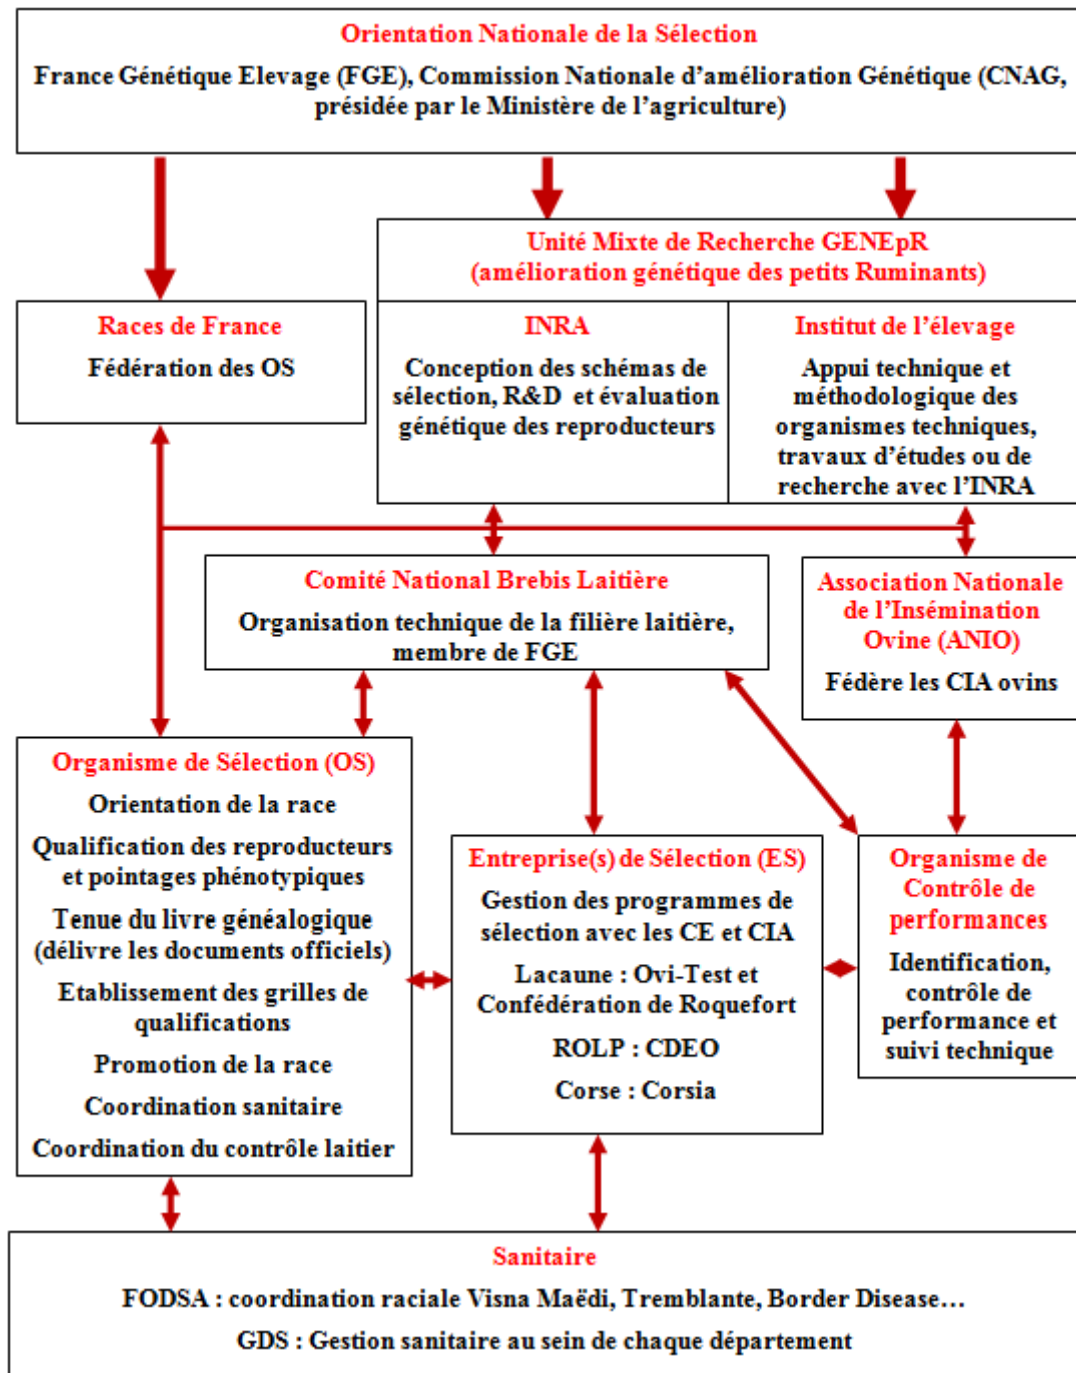 Orientation Nationale de la Sélection
France Génétique Elevage (FGE), Commission Nationale d'amélioration Génétique (CNAG,
présidée par le Ministère de l'agriculture)
Unité Mixte de Recherche GENEpR
(amélioration génétique des petits Ruminants)
Races de France
Fédération des OS
INRA
Conception des schémas de
sélection, R&D et évaluation
génétique des reproducteurs
Institut de l'élevage
Appui technique et
méthodologique des
organismes techniques,
travaux d'études ou de
recherche avec l'INRA
Comité National Brebis Laitière
Organisation technique de la filière laitière,
membre de FGE
Association Nationale
de l'Insémination
Ovine (ANIO)
Fédère les CIA ovins
Organisme de Sélection (OS)
Orientation de la race
Qualification des reproducteurs
et pointages phénotypiques
Tenue du livre généalogique
(délivre les documents officiels)
Etablissement des grilles de
qualifications
Promotion de la race
Coordination sanitaire
Coordination du contrôle laitier
Entreprise(s) de Sélection (ES)
Gestion des programmes de
sélection avec les CE et CIA
Lacaune : Ovi-Test et
Confédération de Roquefort
ROLP : CDEO
Corse : Corsia
Organisme de
Contrôle de
performances
Identification,
contrôle de
performance et
suivi technique
Sanitaire
FODSA : coordination raciale Visna Maëdi, Tremblante, Border Disease…
GDS : Gestion sanitaire au sein de chaque département